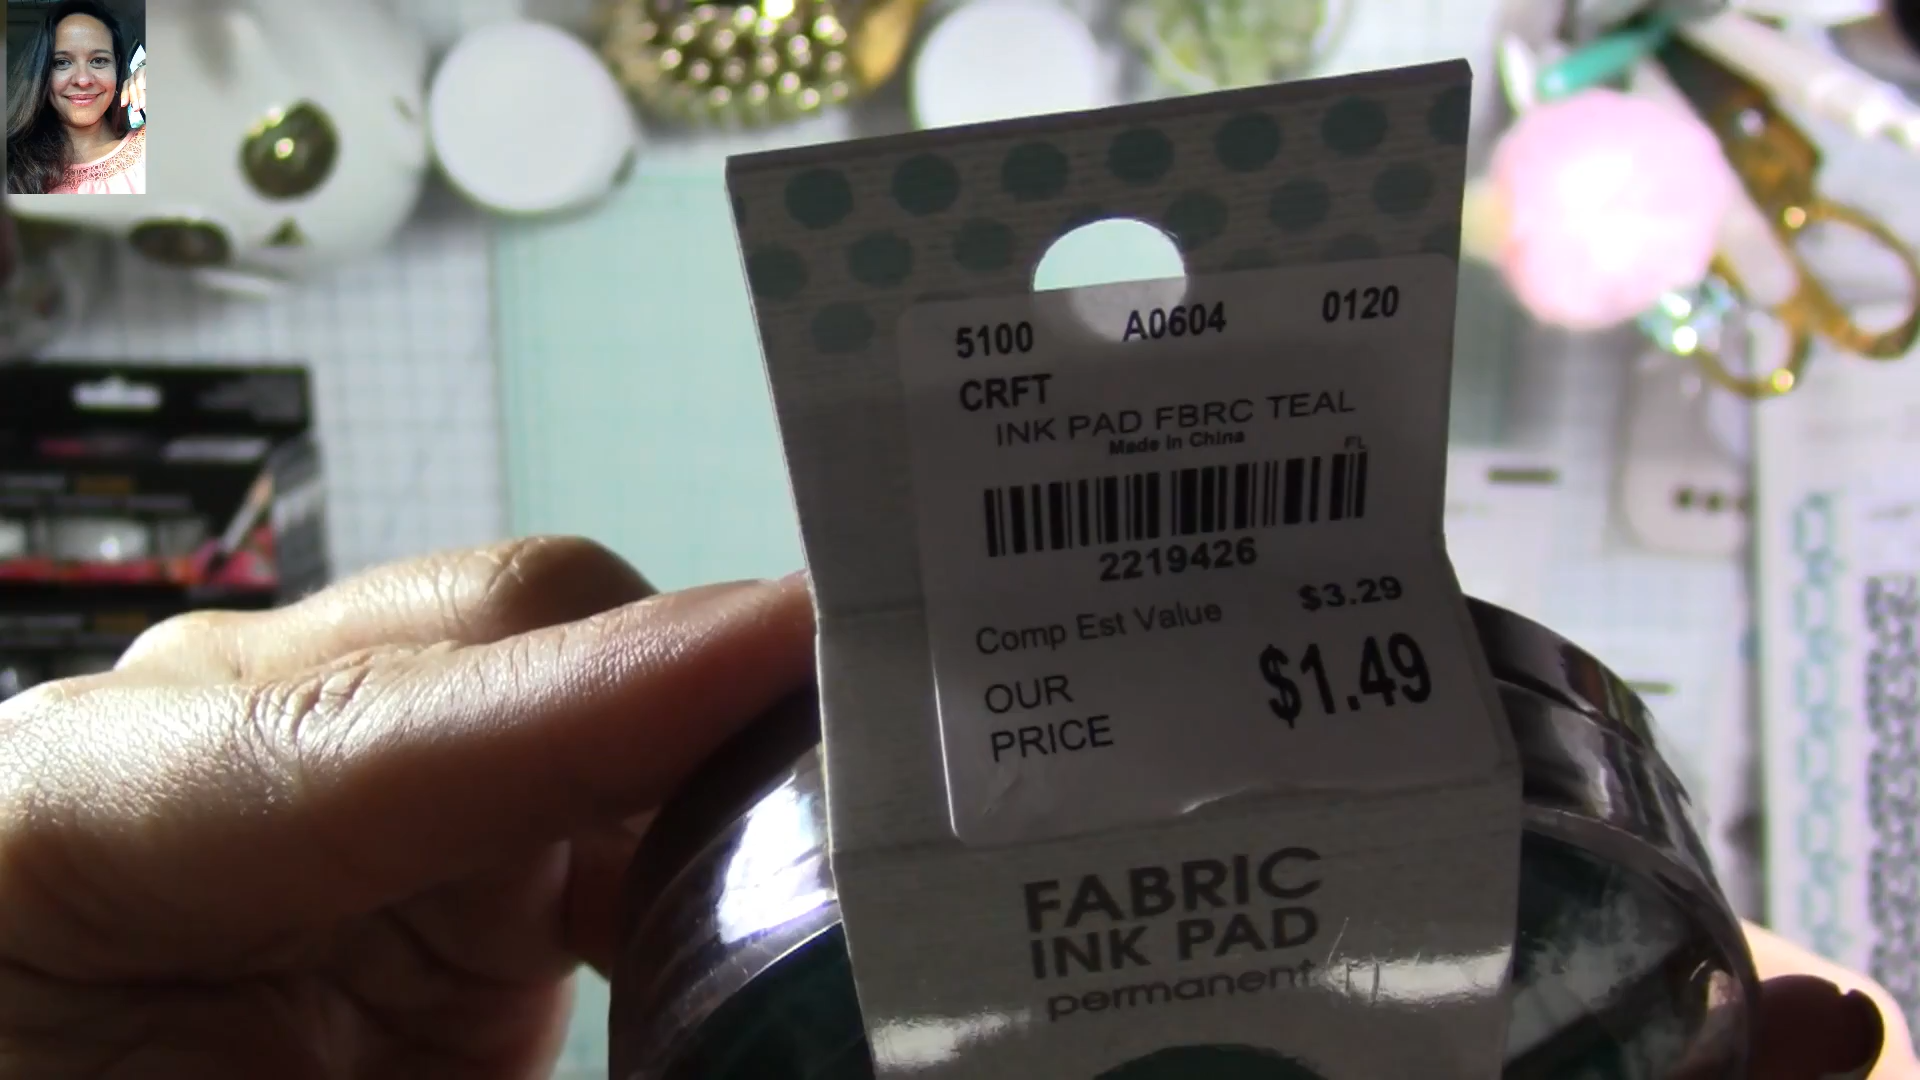 5100 A0604 0120
CRFT
INK PAD FBRC TEAL
Made in China
FL
2219426
Comp Est Value $3.29
OUR
PRICE $1.49
FABRIC
INK PAD
permanent